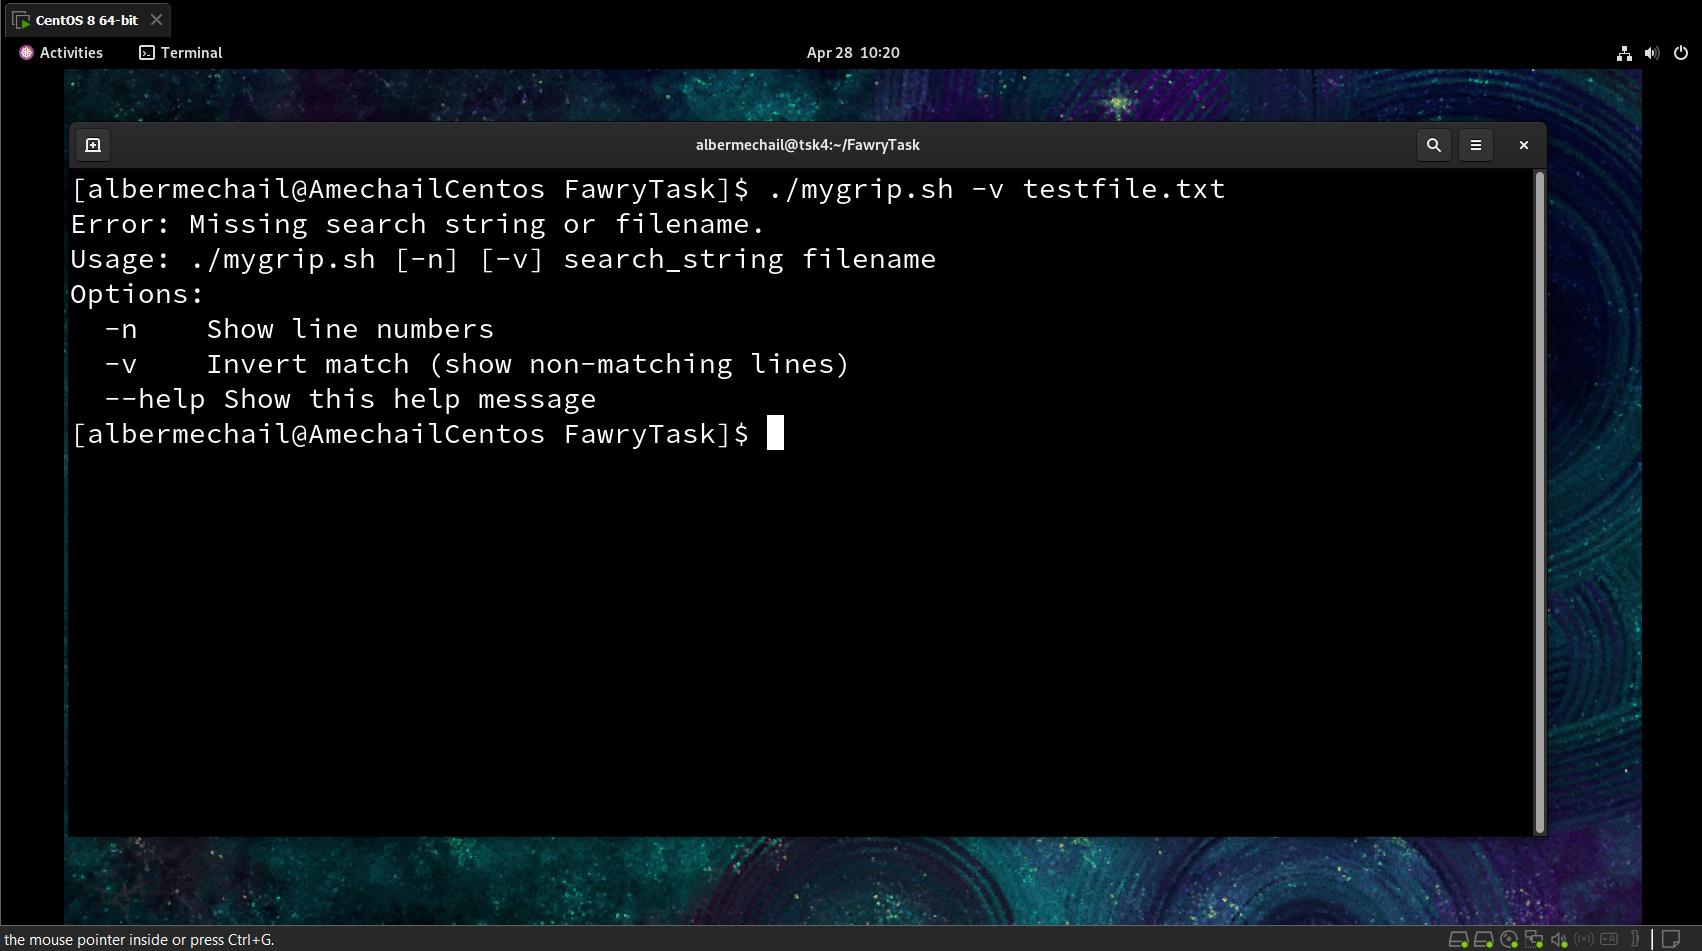 CentOS 8 64-bit
Activities Terminal Apr 28 10:20
albermechail@tsk4:~/FawryTask
[albermechail@AmechailCentos FawryTask]$ ./mygrip.sh -v testfile.txt
Error: Missing search string or filename.
Usage: ./mygrip.sh [-n] [-v] search_string filename
Options:
  -n    Show line numbers
  -v    Invert match (show non-matching lines)
  --help Show this help message
[albermechail@AmechailCentos FawryTask]$
the mouse pointer inside or press Ctrl+G.